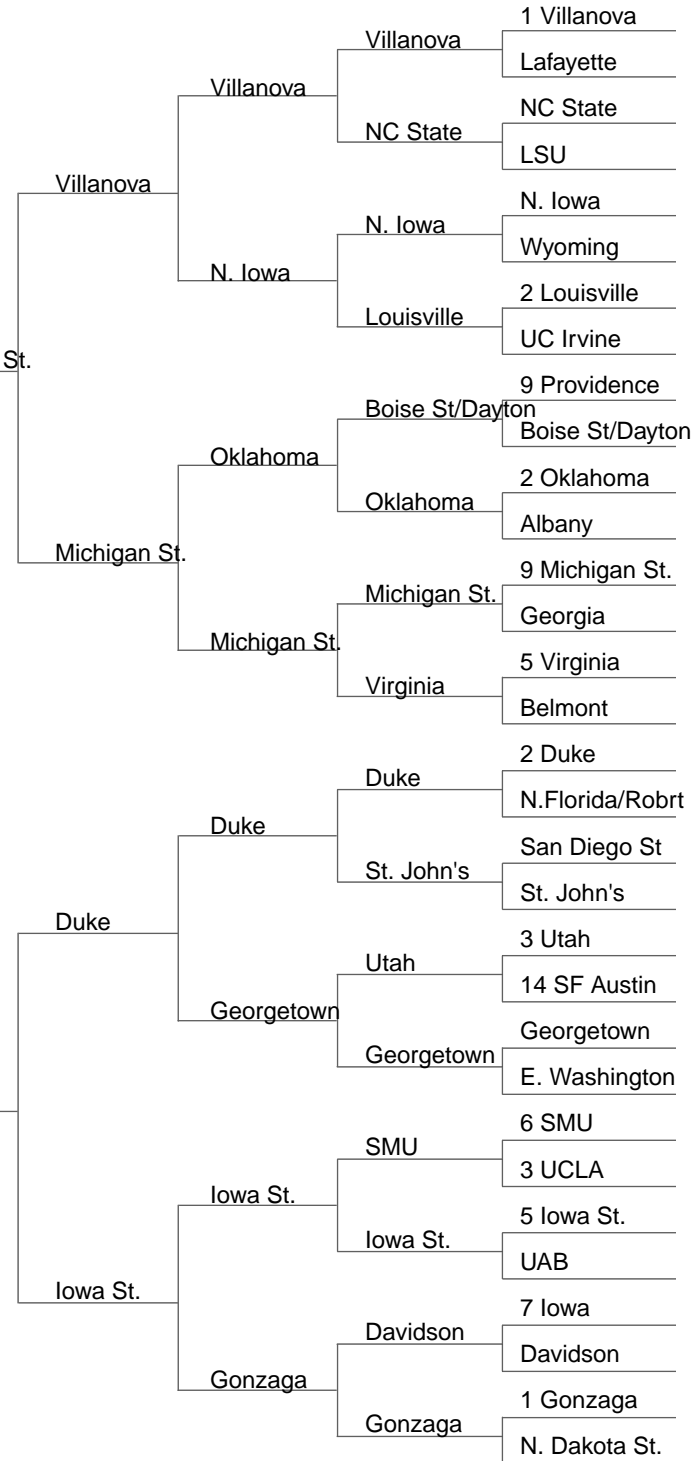 1 Villanova
Villanova
Lafayette
Villanova
NC State
NC State
LSU
Villanova
N. Iowa
N. Iowa
Wyoming
N. Iowa
2 Louisville
Louisville
UC Irvine
St.
9 Providence
Boise St/Dayton
Boise St/Dayton
Oklahoma
2 Oklahoma
Oklahoma
Albany
Michigan St.
9 Michigan St.
Michigan St.
Georgia
Michigan St.
5 Virginia
Virginia
Belmont
2 Duke
Duke
N.Florida/Robrt
Duke
San Diego St
St. John's
St. John's
Duke
3 Utah
Utah
14 SF Austin
Georgetown
Georgetown
Georgetown
E. Washington
6 SMU
SMU
3 UCLA
Iowa St.
5 Iowa St.
Iowa St.
UAB
Iowa St.
7 Iowa
Davidson
Davidson
Gonzaga
1 Gonzaga
Gonzaga
N. Dakota St.